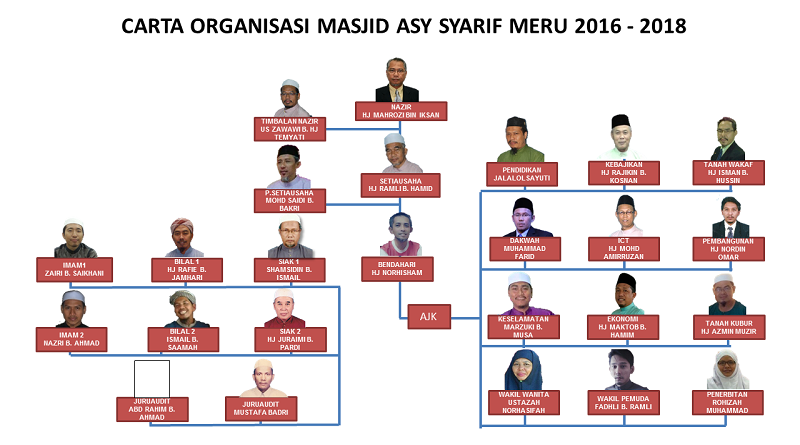 CARTA ORGANISASI MASJID ASY SYARIF MERU 2016 - 2018
NAZIR
HJ MAHROZI BIN IKSAN
TIMBALAN NAZIR
US ZAWAWI B. HJ
TEMYATI
SETIAUSAHA
HJ RAMLI B. HAMID
P.SETIAUSAHA
MOHD SAIDI B.
BAKRI
BENDAHARI
HJ NORHISHAM
AJK
IMAM1
ZAIRI B. SAIKHANI
BILAL 1
HJ RAFIE B.
JAMHARI
SIAK 1
SHAMSIDIN B.
ISMAIL
IMAM 2
NAZRI B. AHMAD
BILAL 2
ISMAIL B.
SAAMAH
SIAK 2
HJ JURAIMI B.
PARDI
JURUAUDIT
ABD RAHIM B.
AHMAD
JURUAUDIT
MUSTAFA BADRI
PENDIDIKAN
JALALOLSAYUTI
KEBAJIKAN
HJ RAJIKIN B.
KOSNAN
TANAH WAKAF
HJ ISMAN B.
HUSSIN
DAKWAH
MUHAMMAD
FARID
ICT
HJ MOHD
AMIRRUZAN
PEMBANGUNAN
HJ NORDIN
OMAR
KESELAMATAN
MARZUKI B.
MUSA
EKONOMI
HJ MAKTOB B.
HAMIM
TANAH KUBUR
HJ AZMIN MUZIR
WAKIL WANITA
USTAZAH
NORHASIFAH
WAKIL PEMUDA
FADHLI B. RAMLI
PENERBITAN
ROHIZAH
MUHAMMAD